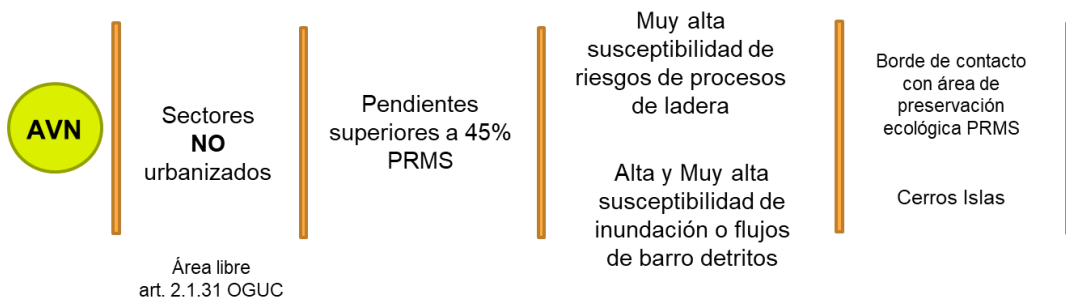 AVN
Sectores
NO
urbanizados
Área libre
art. 2.1.31 OGUC
Pendientes
superiores a 45%
PRMS
Muy alta
susceptibilidad de
riesgos de procesos
de ladera
Alta y Muy alta
susceptibilidad de
inundación o flujos
de barro detritos
Borde de contacto
con área de
preservación
ecológica PRMS
Cerros Islas